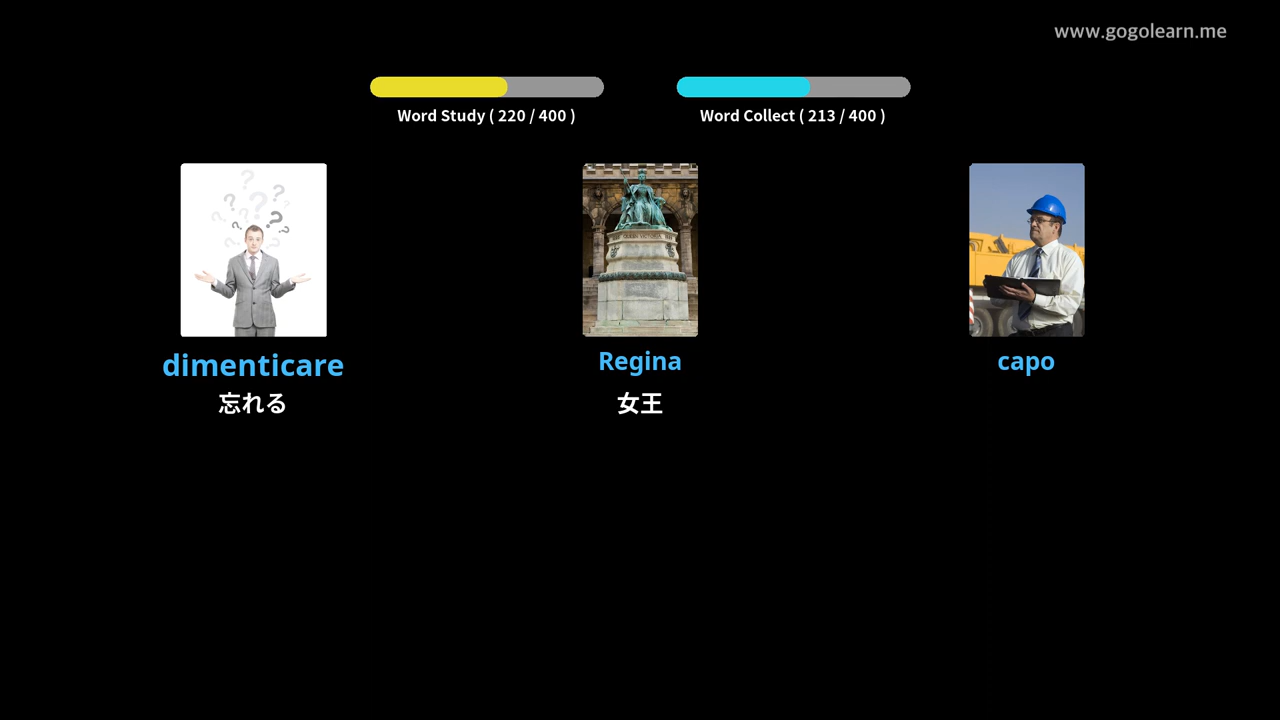 www.gogolearn.me
Word Study ( 220 / 400 )
Word Collect ( 213 / 400 )
dimenticare
忘れる
Regina
女王
capo